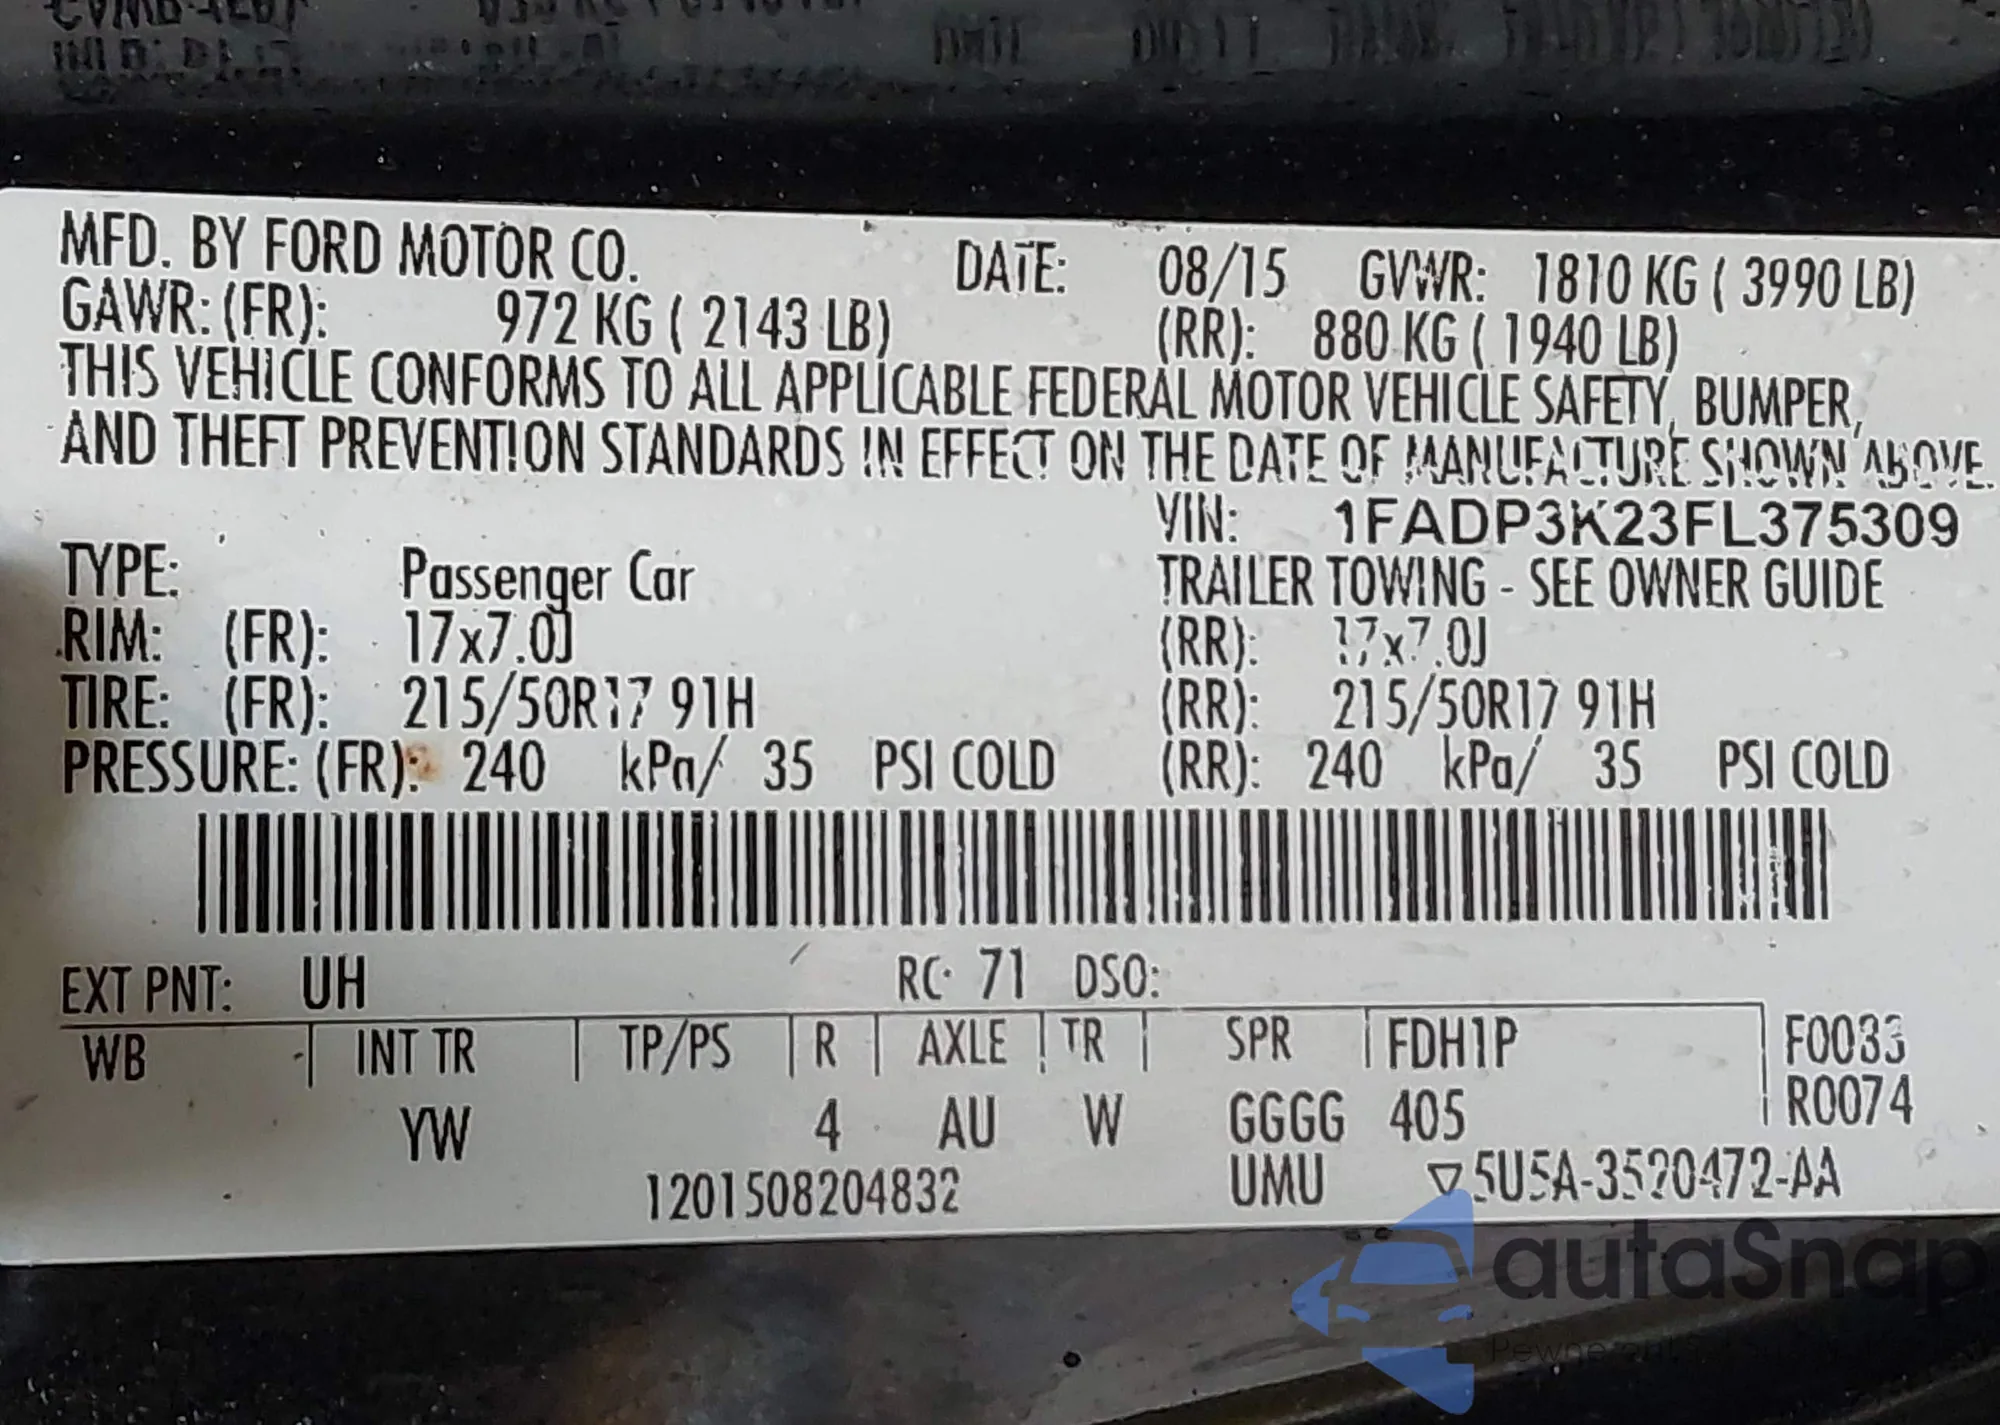 MFD. BY FORD MOTOR CO. DATE: 08/15 GVWR: 1810 KG ( 3990 LB)
GAWR: (FR): 972 KG ( 2143 LB) (RR): 880 KG ( 1940 LB)
THIS VEHICLE CONFORMS TO ALL APPLICABLE FEDERAL MOTOR VEHICLE SAFETY, BUMPER,
AND THEFT PREVENTION STANDARDS IN EFFECT ON THE DATE OF MANUFACTURE SHOWN ABOVE.
VIN: 1FADP3K23FL375309
TYPE: Passenger Car TRAILER TOWING - SEE OWNER GUIDE
RIM: (FR): 17x7.0J (RR): 17x7.0J
TIRE: (FR): 215/50R17 91H (RR): 215/50R17 91H
PRESSURE: (FR): 240 kPa/ 35 PSI COLD (RR): 240 kPa/ 35 PSI COLD
EXT PNT: UH RC: 71 DSO:
WB INT TR TP/PS R AXLE TR SPR FDH1P F0033
YW 4 AU W GGGG 405 R0074
1201508204832 UMU ▽5U5A-3520472-AA
autaSnap